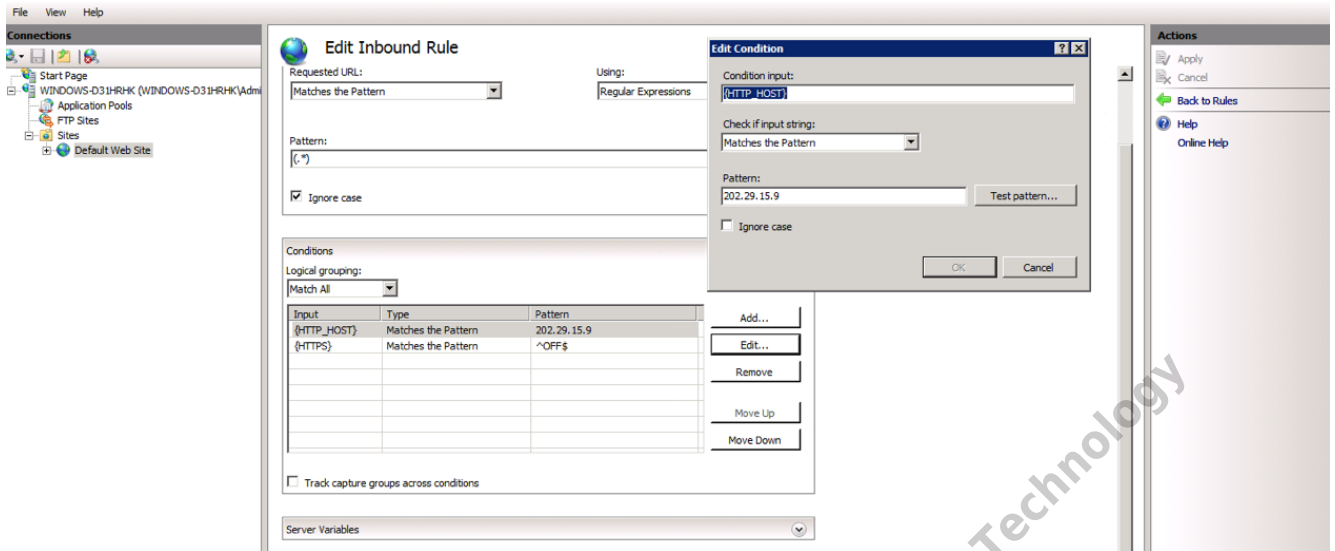 File View Help
Connections
Start Page
WINDOWS-D31HRHK (WINDOWS-D31HRHK\Admi
Application Pools
FTP Sites
Sites
Default Web Site
Edit Inbound Rule
Requested URL:
Using:
Matches the Pattern
Regular Expressions
Pattern:
(.*)
Ignore case
Conditions
Logical grouping:
Match All
Input Type Pattern
{HTTP_HOST} Matches the Pattern 202.29.15.9
{HTTPS} Matches the Pattern ^OFF$
Add...
Edit...
Remove
Move Up
Move Down
Track capture groups across conditions
Server Variables
Edit Condition
Condition input:
{HTTP_HOST}
Check if input string:
Matches the Pattern
Pattern:
202.29.15.9
Test pattern...
Ignore case
OK Cancel
Actions
Apply
Cancel
Back to Rules
Help
Online Help
Technology